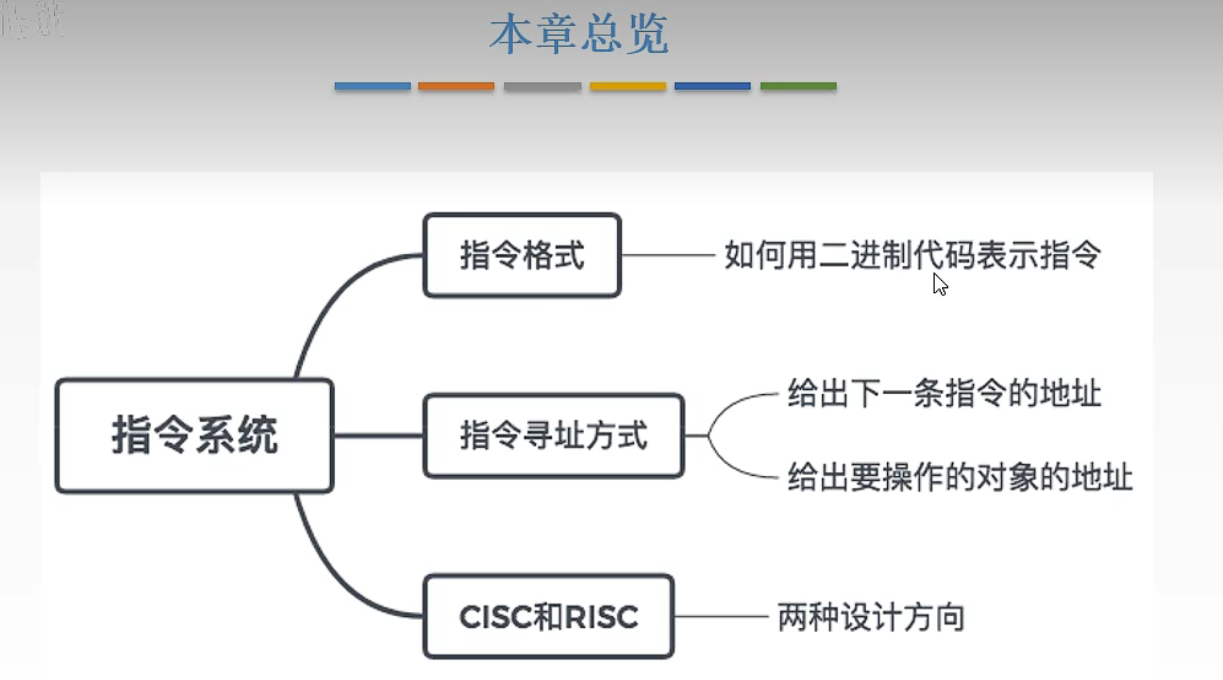 本章总览
指令格式
如何用二进制代码表示指令
指令系统
指令寻址方式
给出下一条指令的地址
给出要操作的对象的地址
CISC和RISC
两种设计方向